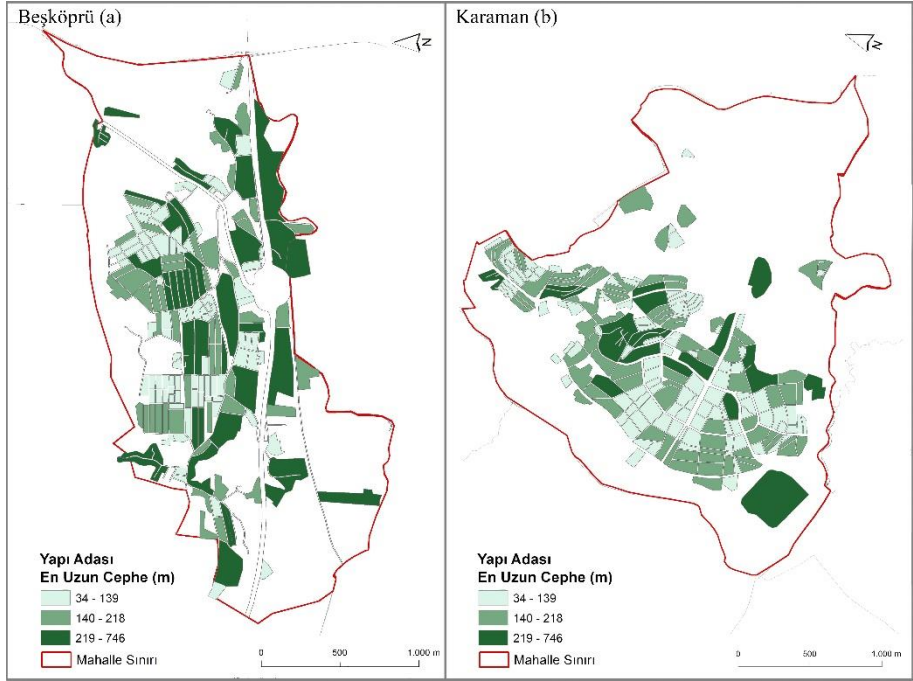 Beşköprü (a)
N
Yapı Adası
En Uzun Cephe (m)
34 - 139
140 - 218
219 - 746
Mahalle Sınırı
0 500 1.000 m
Karaman (b)
N
Yapı Adası
En Uzun Cephe (m)
34 - 139
140 - 218
219 - 746
Mahalle Sınırı
0 500 1.000 m